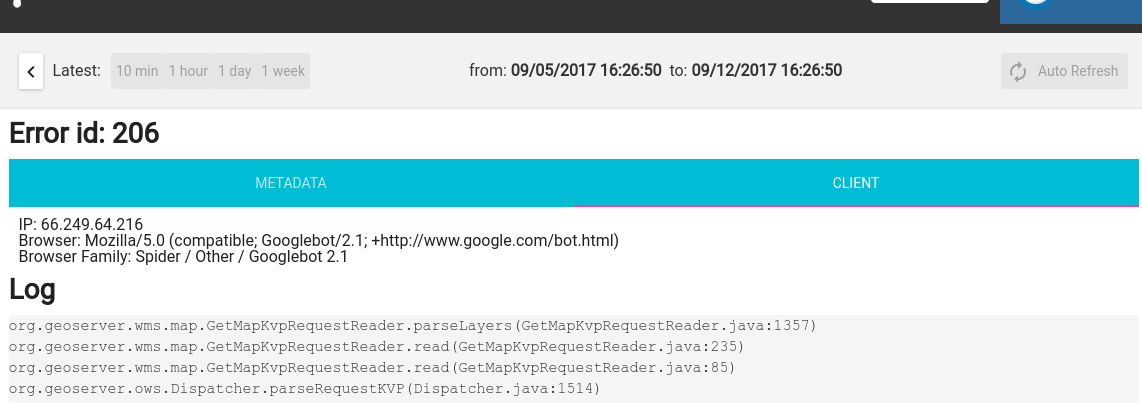 Latest: 10 min 1 hour 1 day 1 week from: 09/05/2017 16:26:50 to: 09/12/2017 16:26:50 Auto Refresh
Error id: 206
METADATA CLIENT
IP: 66.249.64.216
Browser: Mozilla/5.0 (compatible; Googlebot/2.1; +http://www.google.com/bot.html)
Browser Family: Spider / Other / Googlebot 2.1
Log
org.geoserver.wms.map.GetMapKvpRequestReader.parseLayers(GetMapKvpRequestReader.java:1357)
org.geoserver.wms.map.GetMapKvpRequestReader.read(GetMapKvpRequestReader.java:235)
org.geoserver.wms.map.GetMapKvpRequestReader.read(GetMapKvpRequestReader.java:85)
org.geoserver.ows.Dispatcher.parseRequestKVP(Dispatcher.java:1514)